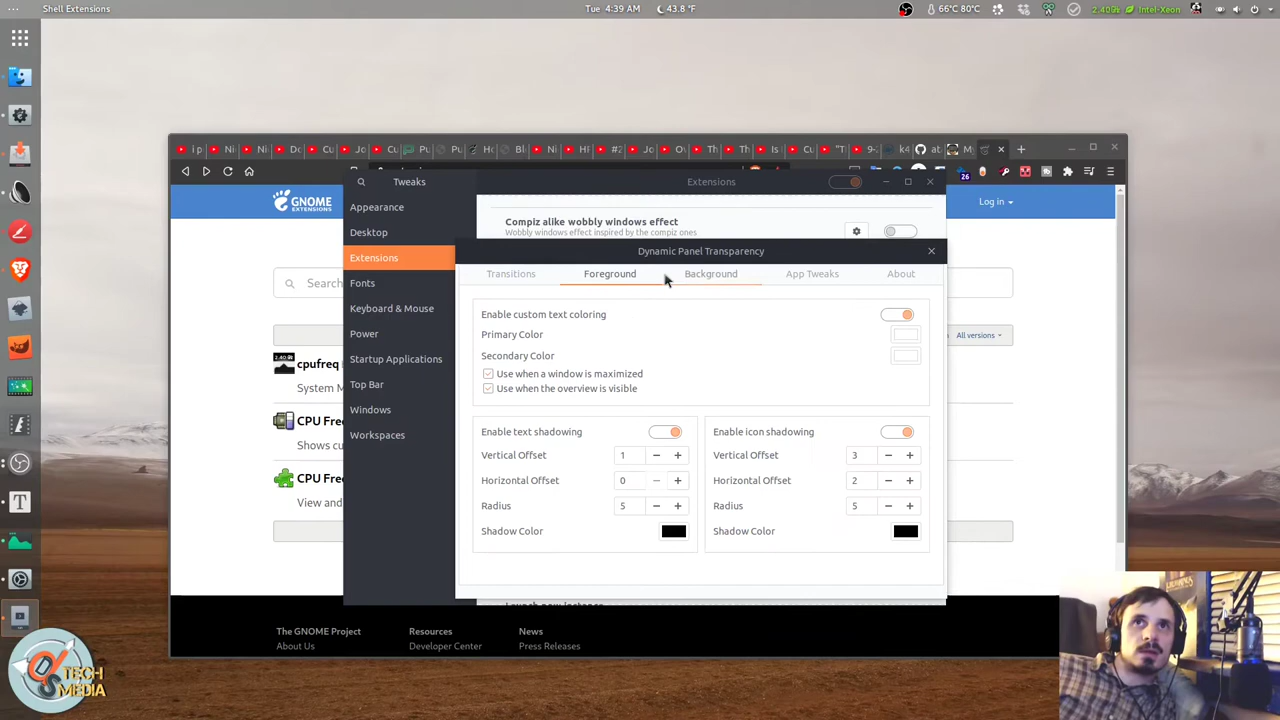 Shell Extensions
Tue 4:39 AM
43.8 °F
66°C 80°C
Intel-Xeon
26
GNOME
EXTENSIONS
Log in
Search
All versions
cpufreq
System M
CPU Fre
Shows cu
CPU Fre
View and
Tweaks
Extensions
Appearance
Desktop
Extensions
Fonts
Keyboard & Mouse
Power
Startup Applications
Top Bar
Windows
Workspaces
Compiz alike wobbly windows effect
Wobbly windows effect inspired by the compiz ones
Dynamic Panel Transparency
Transitions
Foreground
Background
App Tweaks
About
Enable custom text coloring
Primary Color
Secondary Color
Use when a window is maximized
Use when the overview is visible
Enable text shadowing
Vertical Offset 1
Horizontal Offset 0
Radius 5
Shadow Color
Enable icon shadowing
Vertical Offset 3
Horizontal Offset 2
Radius 5
Shadow Color
The GNOME Project
About Us
Resources
Developer Center
News
Press Releases
TECH
MEDIA